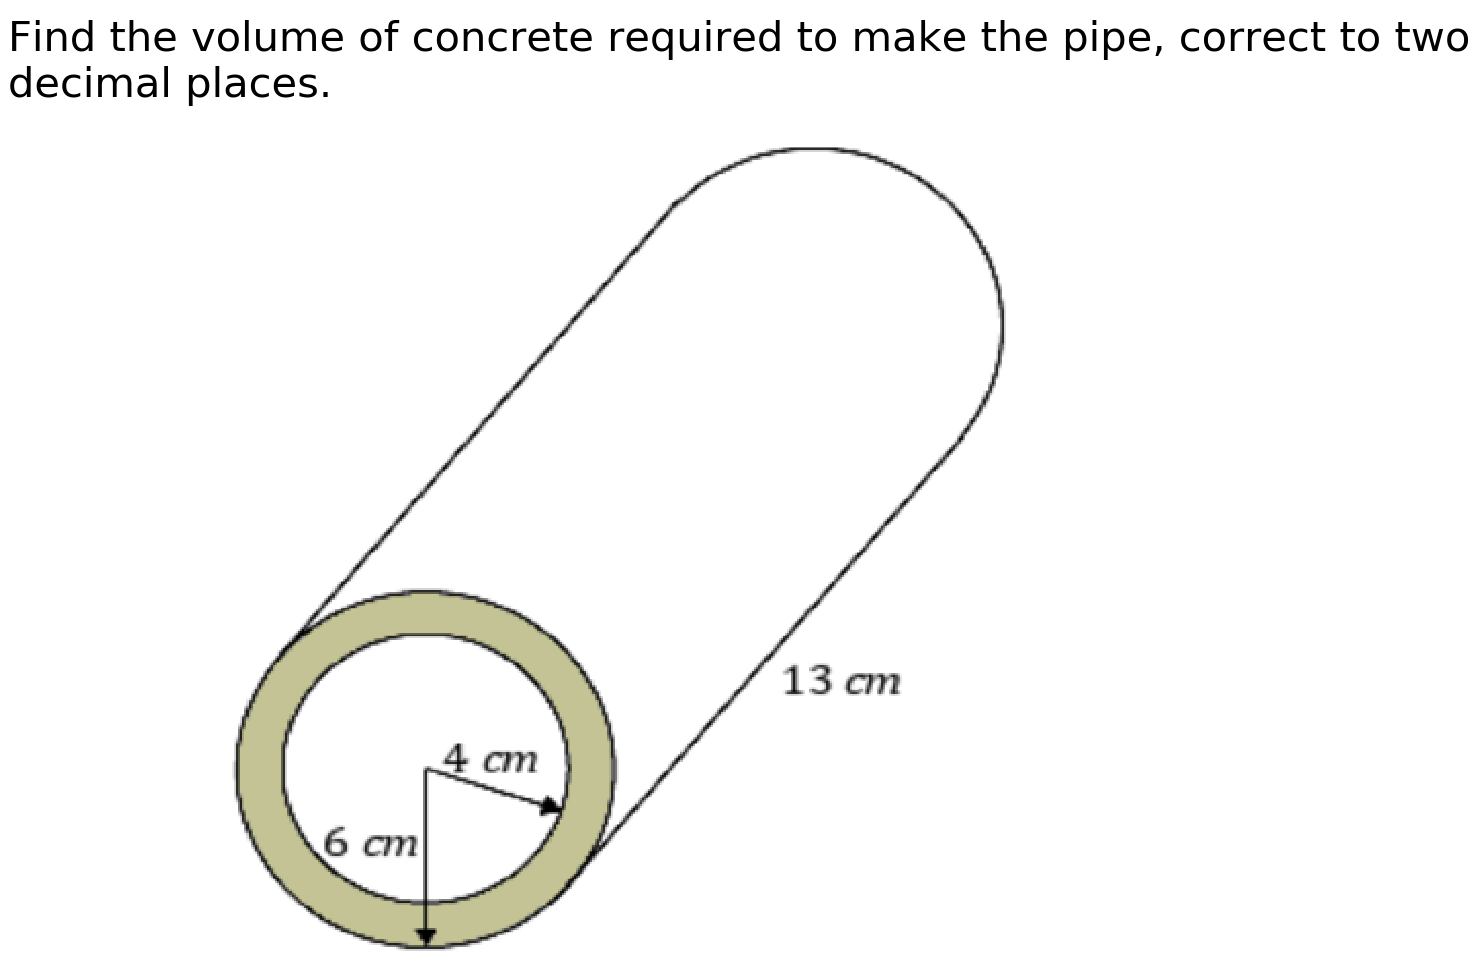 Find the volume of concrete required to make the pipe, correct to two
decimal places.
13 cm
4 cm
6 cm